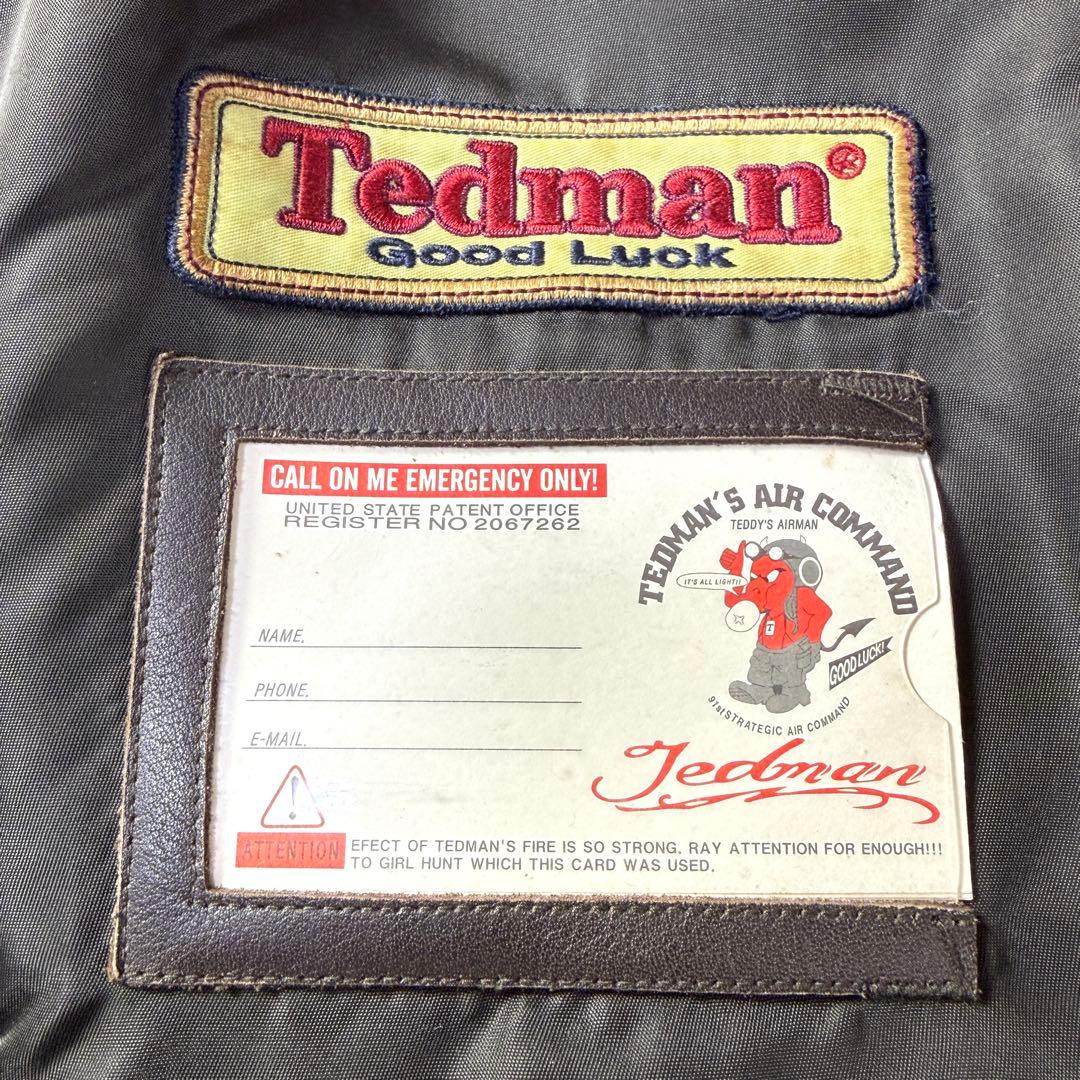 Tedman®
Good Luck
CALL ON ME EMERGENCY ONLY!
UNITED STATE PATENT OFFICE
REGISTER NO 2067262
NAME.
PHONE.
E-MAIL.
!
ATTENTION
EFECT OF TEDMAN'S FIRE IS SO STRONG. RAY ATTENTION FOR ENOUGH!!!
TO GIRL HUNT WHICH THIS CARD WAS USED.
TEDMAN'S AIR COMMAND
TEDDY'S AIRMAN
IT'S ALL LIGHT!!
T
GOOD LUCK!
91st STRATEGIC AIR COMMAND
Tedman